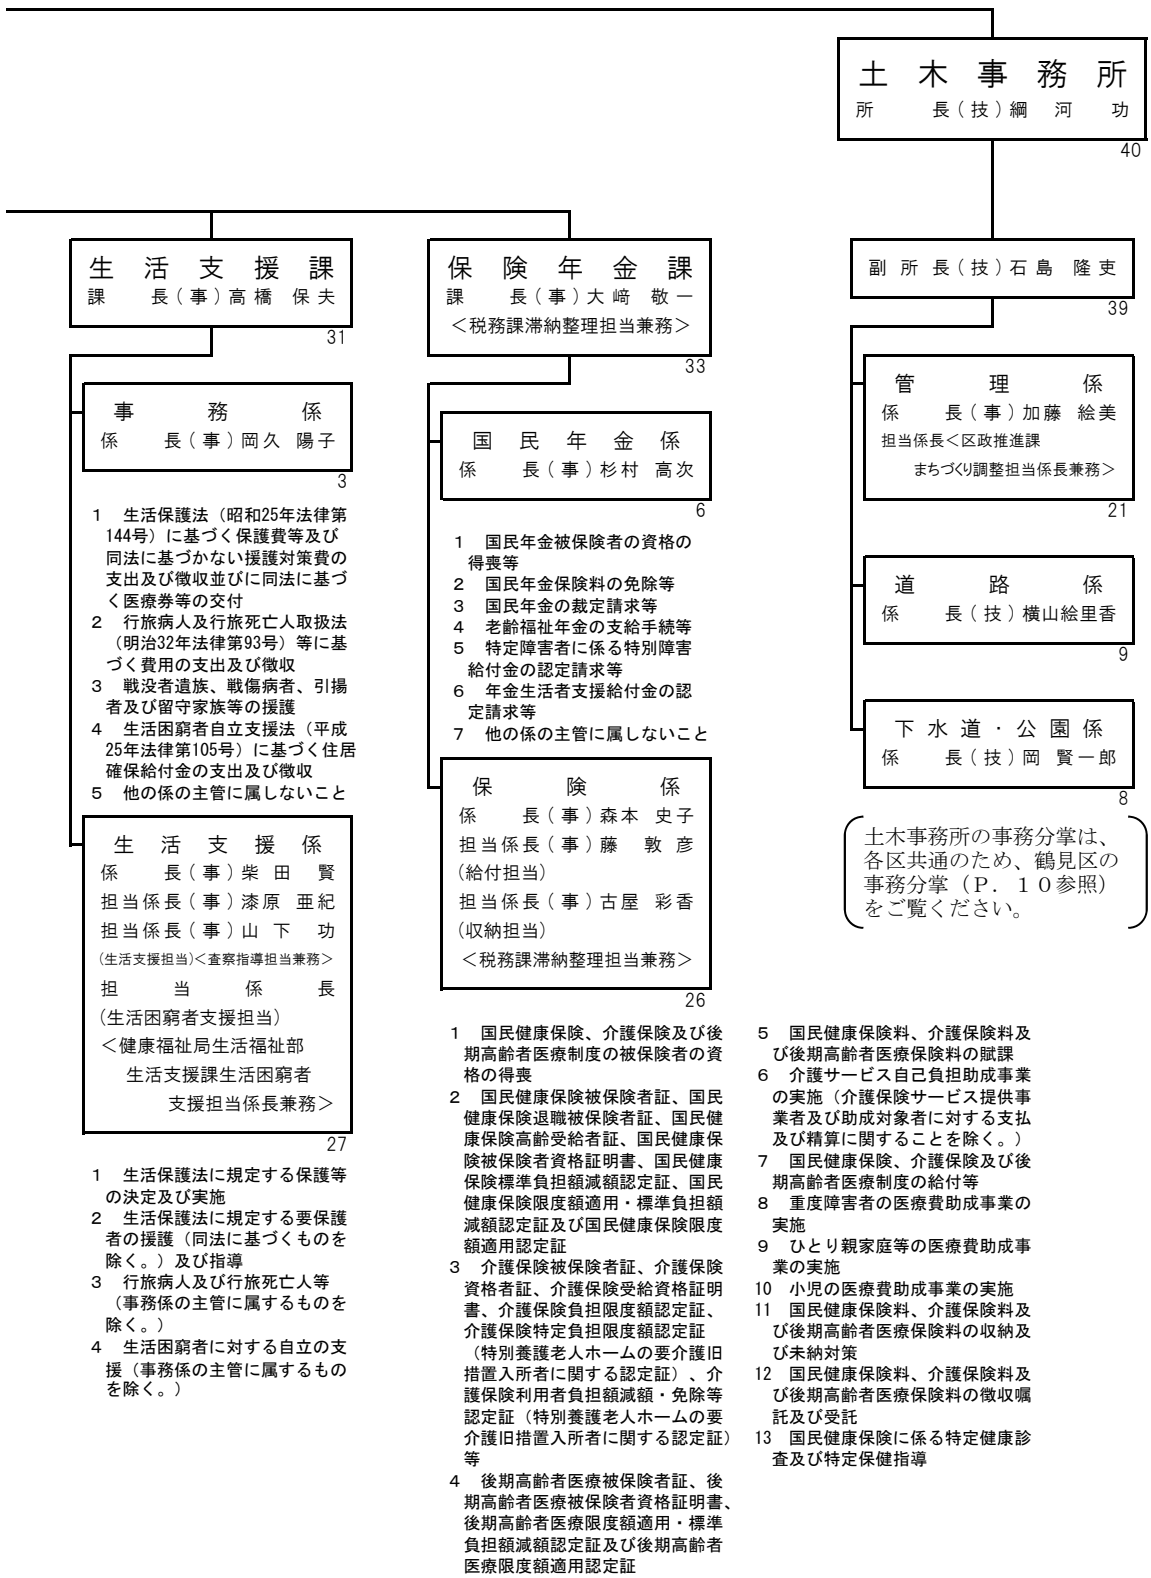 土木事務所
所長(技)綱河功
40
副所長(技)石島隆吏
39
管理係
係長(事)加藤絵美
担当係長＜区政推進課
まちづくり調整担当係長兼務＞
21
道路係
係長(技)横山絵里香
9
下水道・公園係
係長(技)岡賢一郎
8
土木事務所の事務分掌は、
各区共通のため、鶴見区の
事務分掌（Ｐ．１０参照）
をご覧ください。
生活支援課
課長(事)高橋保夫
31
事務係
係長(事)岡久陽子
3
1　生活保護法（昭和25年法律第
144号）に基づく保護費等及び
同法に基づかない援護対策費の
支出及び徴収並びに同法に基づ
く医療券等の交付
2　行旅病人及行旅死亡人取扱法
（明治32年法律第93号）等に基
づく費用の支出及び徴収
3　戦没者遺族、戦傷病者、引揚
者及び留守家族等の援護
4　生活困窮者自立支援法（平成
25年法律第105号）に基づく住居
確保給付金の支出及び徴収
5　他の係の主管に属しないこと
生活支援係
係長(事)柴田賢
担当係長(事)漆原亜紀
担当係長(事)山下功
(生活支援担当)＜査察指導担当兼務＞
担当係長
(生活困窮者支援担当)
＜健康福祉局生活福祉部
生活支援課生活困窮者
支援担当係長兼務＞
27
1　生活保護法に規定する保護等
の決定及び実施
2　生活保護法に規定する要保護
者の援護（同法に基づくものを
除く。）及び指導
3　行旅病人及び行旅死亡人等
（事務係の主管に属するものを
除く。）
4　生活困窮者に対する自立の支
援（事務係の主管に属するもの
を除く。）
保険年金課
課長(事)大﨑敬一
＜税務課滞納整理担当兼務＞
33
国民年金係
係長(事)杉村高次
6
1　国民年金被保険者の資格の
得喪等
2　国民年金保険料の免除等
3　国民年金の裁定請求等
4　老齢福祉年金の支給手続等
5　特定障害者に係る特別障害
給付金の認定請求等
6　年金生活者支援給付金の認
定請求等
7　他の係の主管に属しないこと
保険係
係長(事)森本史子
担当係長(事)藤敦彦
(給付担当)
担当係長(事)古屋彩香
(収納担当)
＜税務課滞納整理担当兼務＞
26
1　国民健康保険、介護保険及び後
期高齢者医療制度の被保険者の資
格の得喪
2　国民健康保険被保険者証、国民
健康保険退職被保険者証、国民健
康保険高齢受給者証、国民健康保
険被保険者資格証明書、国民健康
保険標準負担額減額認定証、国民
健康保険限度額適用・標準負担額
減額認定証及び国民健康保険限度
額適用認定証
3　介護保険被保険者証、介護保険
資格者証、介護保険受給資格証明
書、介護保険負担限度額認定証、
介護保険特定負担限度額認定証
（特別養護老人ホームの要介護旧
措置入所者に関する認定証）、介
護保険利用者負担額減額・免除等
認定証（特別養護老人ホームの要
介護旧措置入所者に関する認定証）
等
4　後期高齢者医療被保険者証、後
期高齢者医療被保険者資格証明書、
後期高齢者医療限度額適用・標準
負担額減額認定証及び後期高齢者
医療限度額適用認定証
5　国民健康保険料、介護保険料及
び後期高齢者医療保険料の賦課
6　介護サービス自己負担助成事業
の実施（介護保険サービス提供事
業者及び助成対象者に対する支払
及び精算に関することを除く。）
7　国民健康保険、介護保険及び後
期高齢者医療制度の給付等
8　重度障害者の医療費助成事業の
実施
9　ひとり親家庭等の医療費助成事
業の実施
10　小児の医療費助成事業の実施
11　国民健康保険料、介護保険料及
び後期高齢者医療保険料の収納及
び未納対策
12　国民健康保険料、介護保険料及
び後期高齢者医療保険料の徴収嘱
託及び受託
13　国民健康保険に係る特定健康診
査及び特定保健指導